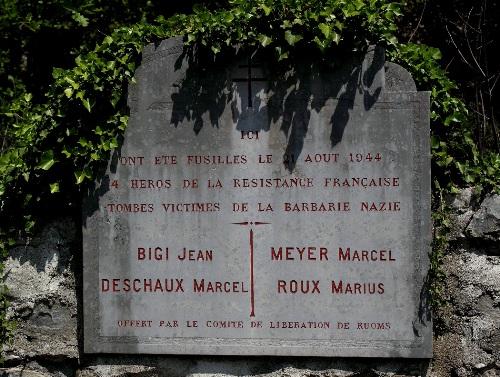 ICI
ONT ETE FUSILLES LE 21 AOUT 1944
4 HEROS DE LA RESISTANCE FRANÇAISE
TOMBES VICTIMES DE LA BARBARIE NAZIE
BIGI JEAN MEYER MARCEL
DESCHAUX MARCEL ROUX MARIUS
OFFERT PAR LE COMITE DE LIBERATION DE RUOMS